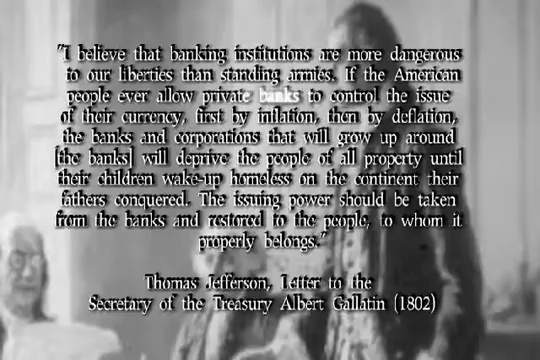 "I believe that banking institutions are more dangerous
to our liberties than standing armies. If the American
people ever allow private banks to control the issue
of their currency, first by inflation, then by deflation,
the banks and corporations that will grow up around
[the banks] will deprive the people of all property until
their children wake-up homeless on the continent their
fathers conquered. The issuing power should be taken
from the banks and restored to the people, to whom it
properly belongs."
Thomas Jefferson, Letter to the
Secretary of the Treasury Albert Gallatin (1802)